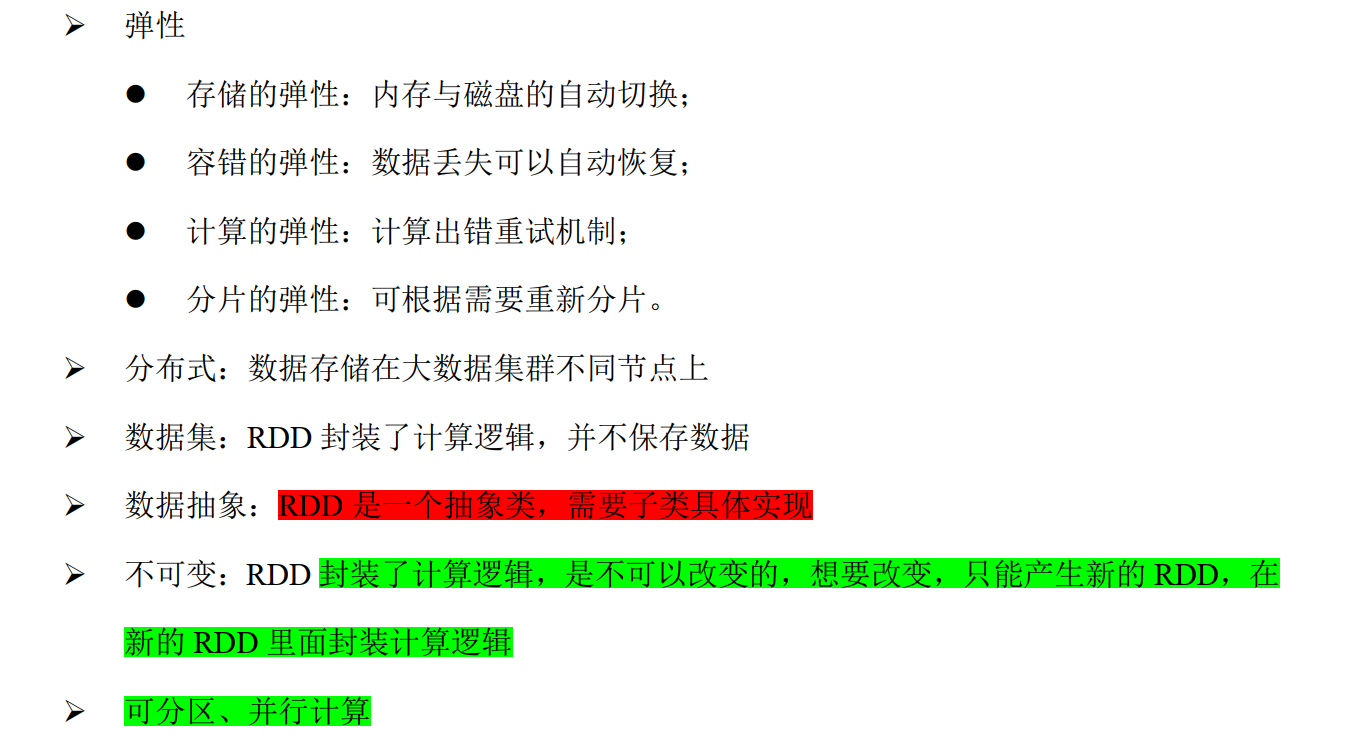 ➢ 弹性
● 存储的弹性：内存与磁盘的自动切换；
● 容错的弹性：数据丢失可以自动恢复；
● 计算的弹性：计算出错重试机制；
● 分片的弹性：可根据需要重新分片。
➢ 分布式：数据存储在大数据集群不同节点上
➢ 数据集：RDD 封装了计算逻辑，并不保存数据
➢ 数据抽象：RDD 是一个抽象类，需要子类具体实现
➢ 不可变：RDD 封装了计算逻辑，是不可以改变的，想要改变，只能产生新的 RDD，在
新的 RDD 里面封装计算逻辑
➢ 可分区、并行计算